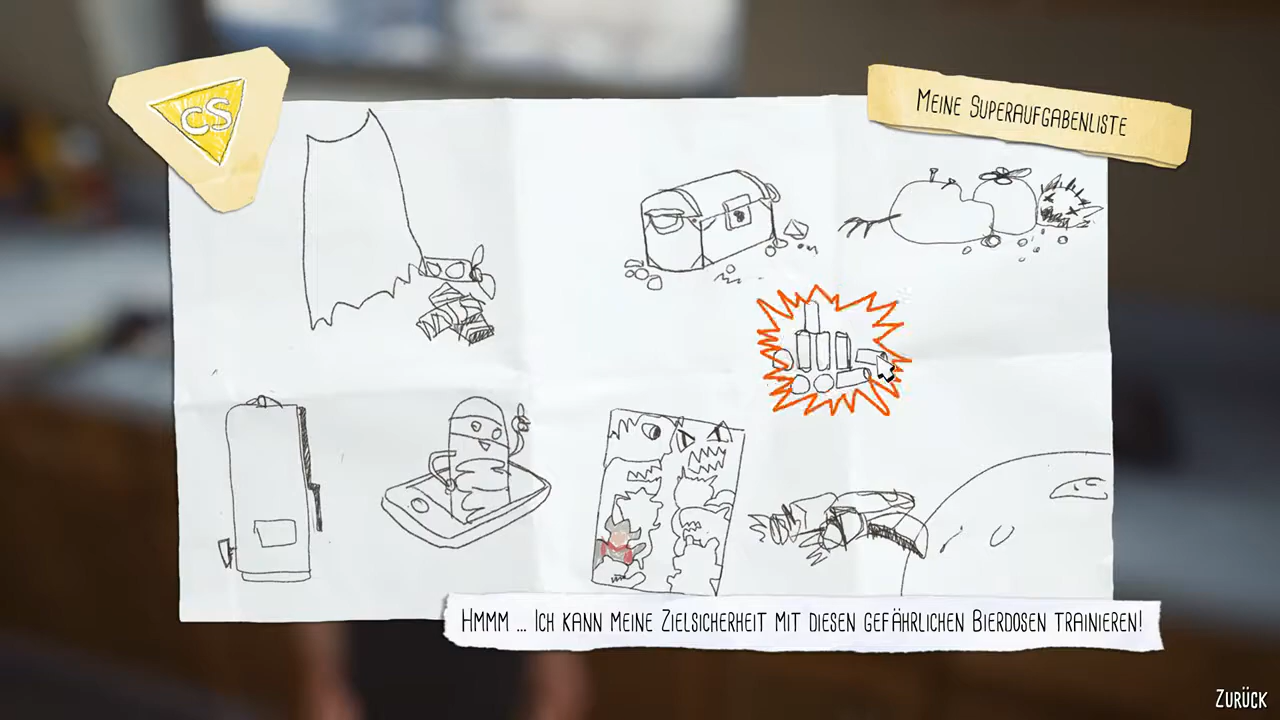 CS
Meine Superaufgabenliste
Hmmm ... Ich kann meine Zielsicherheit mit diesen gefährlichen Bierdosen trainieren!
Zurück